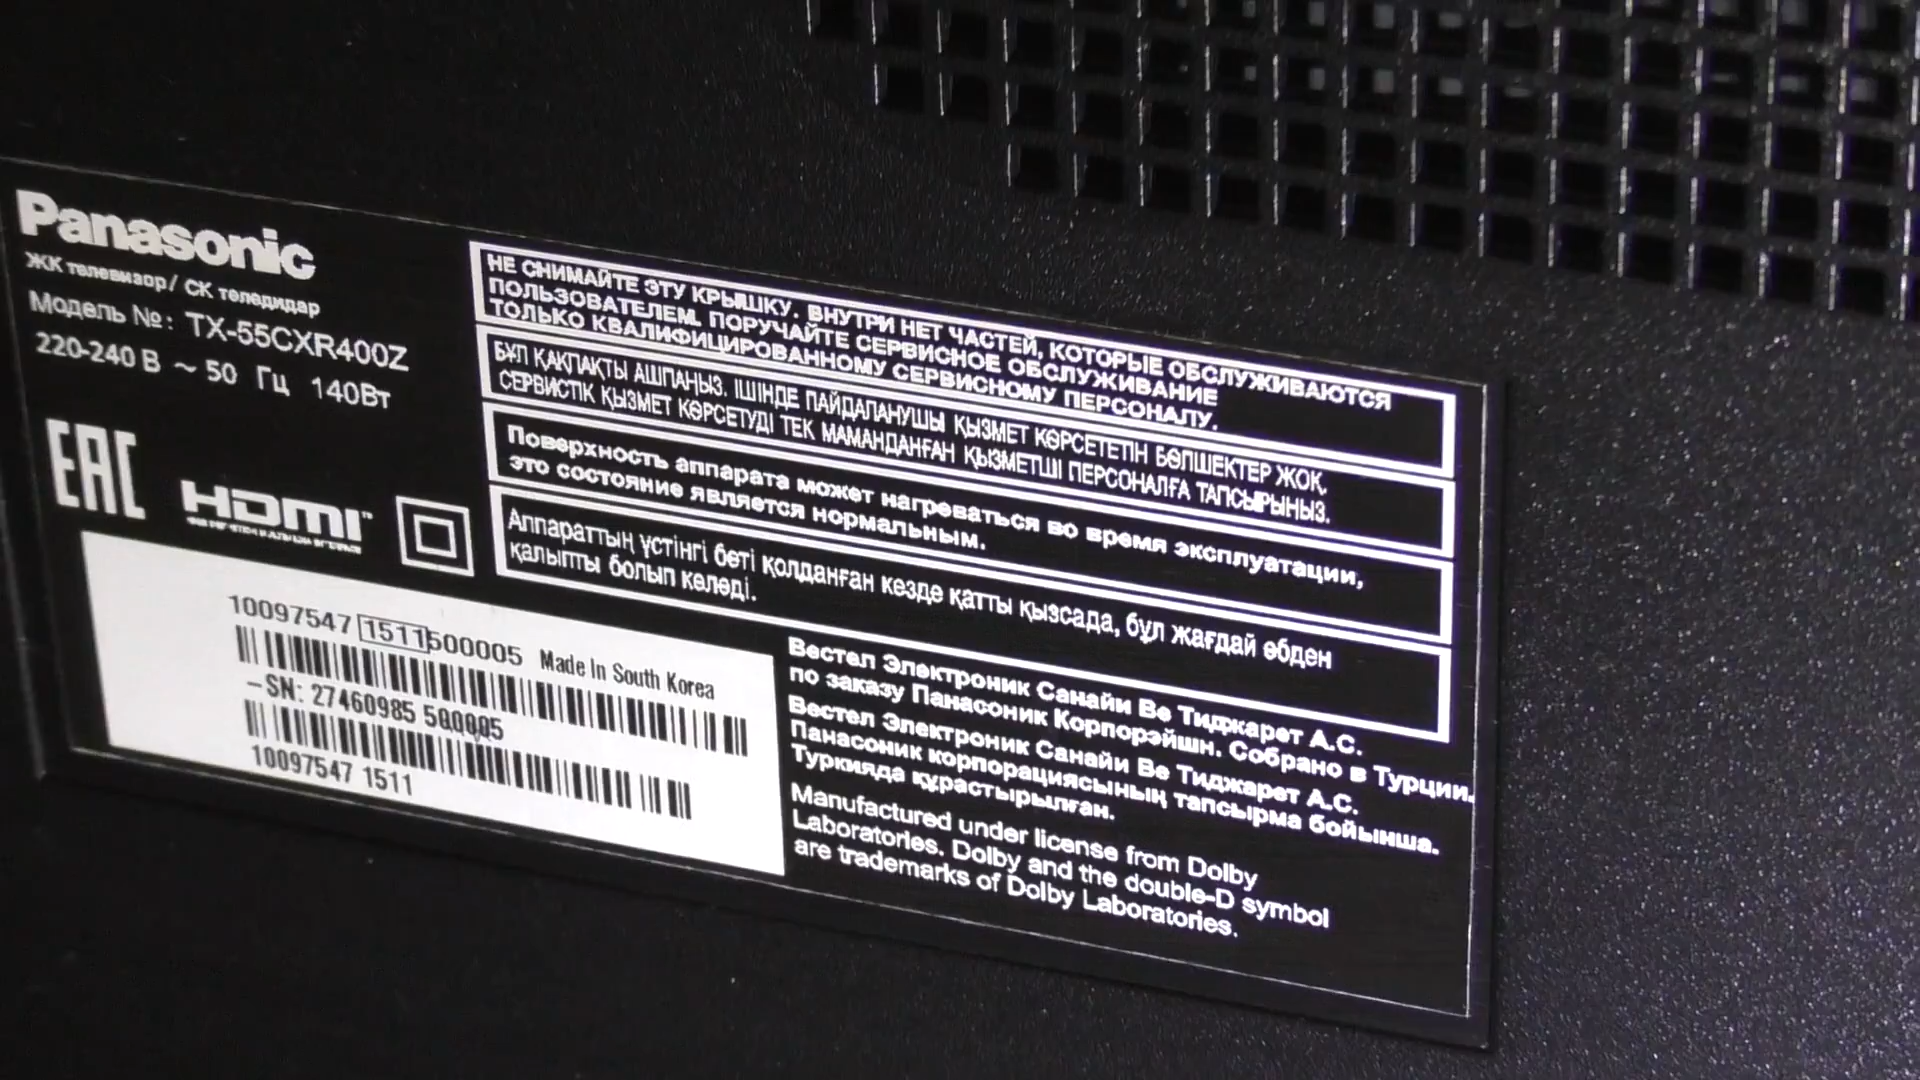 Panasonic
ЖК телевизор/ СК теледидар
Модель №: TX-55CXR400Z
220-240 В ~ 50 Гц 140Вт
EAC
HDMI™
10097547 1511500005 Made In South Korea
-SN: 27460985 500005
10097547 1511
НЕ СНИМАЙТЕ ЭТУ КРЫШКУ. ВНУТРИ НЕТ ЧАСТЕЙ, КОТОРЫЕ ОБСЛУЖИВАЮТСЯ
ПОЛЬЗОВАТЕЛЕМ. ПОРУЧАЙТЕ СЕРВИСНОЕ ОБСЛУЖИВАНИЕ
ТОЛЬКО КВАЛИФИЦИРОВАННОМУ СЕРВИСНОМУ ПЕРСОНАЛУ.
БҰЛ ҚАҚПАҚТЫ АШПАҢЫЗ. ІШІНДЕ ПАЙДАЛАНУШЫ ҚЫЗМЕТ КӨРСЕТЕТІН БӨЛШЕКТЕР ЖОҚ.
СЕРВИСТІК ҚЫЗМЕТ КӨРСЕТУДІ ТЕК МАМАНДАНҒАН ҚЫЗМЕТШІ ПЕРСОНАЛҒА ТАПСЫРЫҢЫЗ.
Поверхность аппарата может нагреваться во время эксплуатации,
это состояние является нормальным.
Аппараттың үстіңгі беті қолданған кезде қатты қызсада, бұл жағдай әбден
қалыпты болып келеді.
Вестел Электроник Санайи Ве Тиджарет А.С.
по заказу Панасоник Корпорэйшн. Собрано в Турции.
Вестел Электроник Санайи Ве Тиджарет А.С.
Панасоник корпорациясының тапсырма бойынша.
Туркияда құрастырылған.
Manufactured under license from Dolby
Laboratories. Dolby and the double-D symbol
are trademarks of Dolby Laboratories.